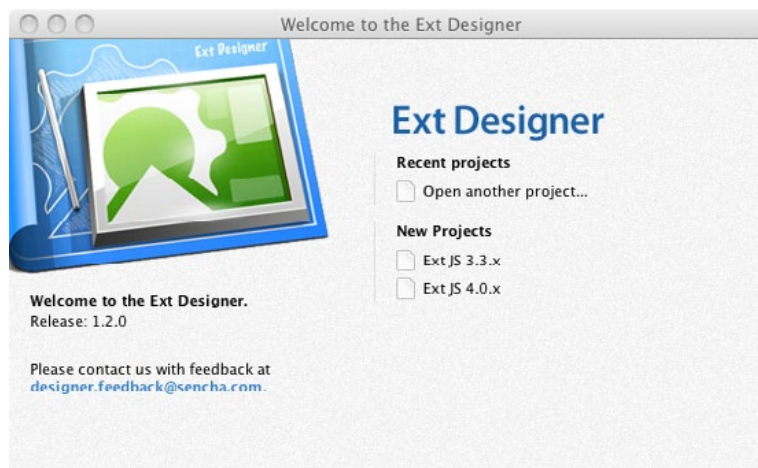 Welcome to the Ext Designer
Ext Designer
Ext Designer
Recent projects
Open another project...
New Projects
Ext JS 3.3.x
Ext JS 4.0.x
Welcome to the Ext Designer.
Release: 1.2.0
Please contact us with feedback at
designer.feedback@sencha.com.